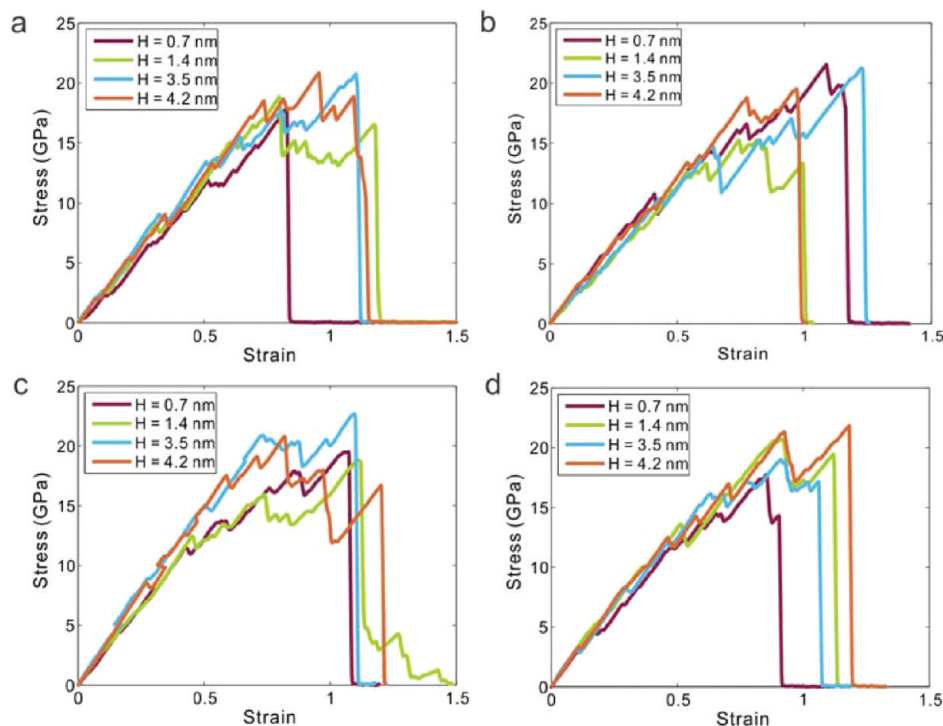 a
25
20
15
10
5
0
Stress (GPa)
H = 0.7 nm
H = 1.4 nm
H = 3.5 nm
H = 4.2 nm
0 0.5 1 1.5
Strain
b
25
20
15
10
5
0
Stress (GPa)
H = 0.7 nm
H = 1.4 nm
H = 3.5 nm
H = 4.2 nm
0 0.5 1 1.5
Strain
c
25
20
15
10
5
0
Stress (GPa)
H = 0.7 nm
H = 1.4 nm
H = 3.5 nm
H = 4.2 nm
0 0.5 1 1.5
Strain
d
25
20
15
10
5
0
Stress (GPa)
H = 0.7 nm
H = 1.4 nm
H = 3.5 nm
H = 4.2 nm
0 0.5 1 1.5
Strain